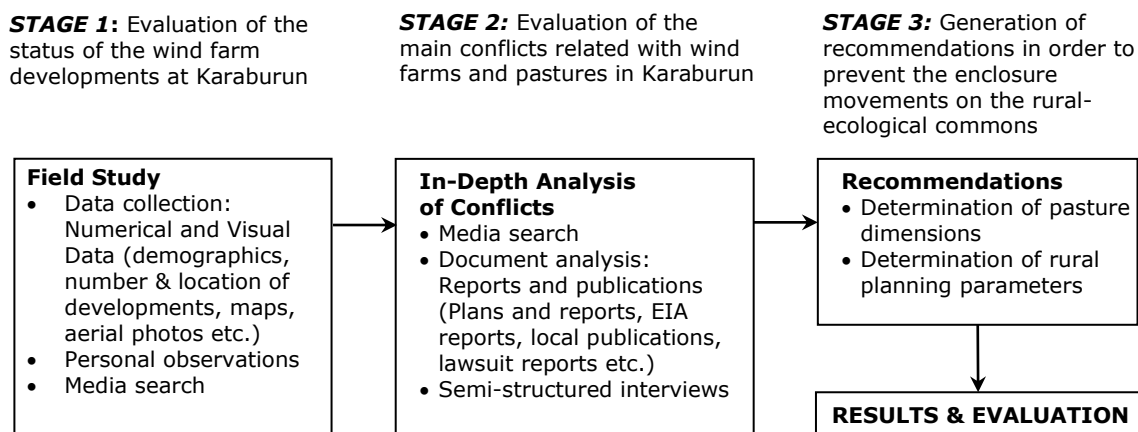 STAGE 1: Evaluation of the
status of the wind farm
developments at Karaburun
STAGE 2: Evaluation of the
main conflicts related with wind
farms and pastures in Karaburun
STAGE 3: Generation of
recommendations in order to
prevent the enclosure
movements on the rural-
ecological commons
Field Study
• Data collection:
Numerical and Visual
Data (demographics,
number & location of
developments, maps,
aerial photos etc.)
• Personal observations
• Media search
In-Depth Analysis
of Conflicts
• Media search
• Document analysis:
Reports and publications
(Plans and reports, EIA
reports, local publications,
lawsuit reports etc.)
• Semi-structured interviews
Recommendations
• Determination of pasture
dimensions
• Determination of rural
planning parameters
RESULTS & EVALUATION